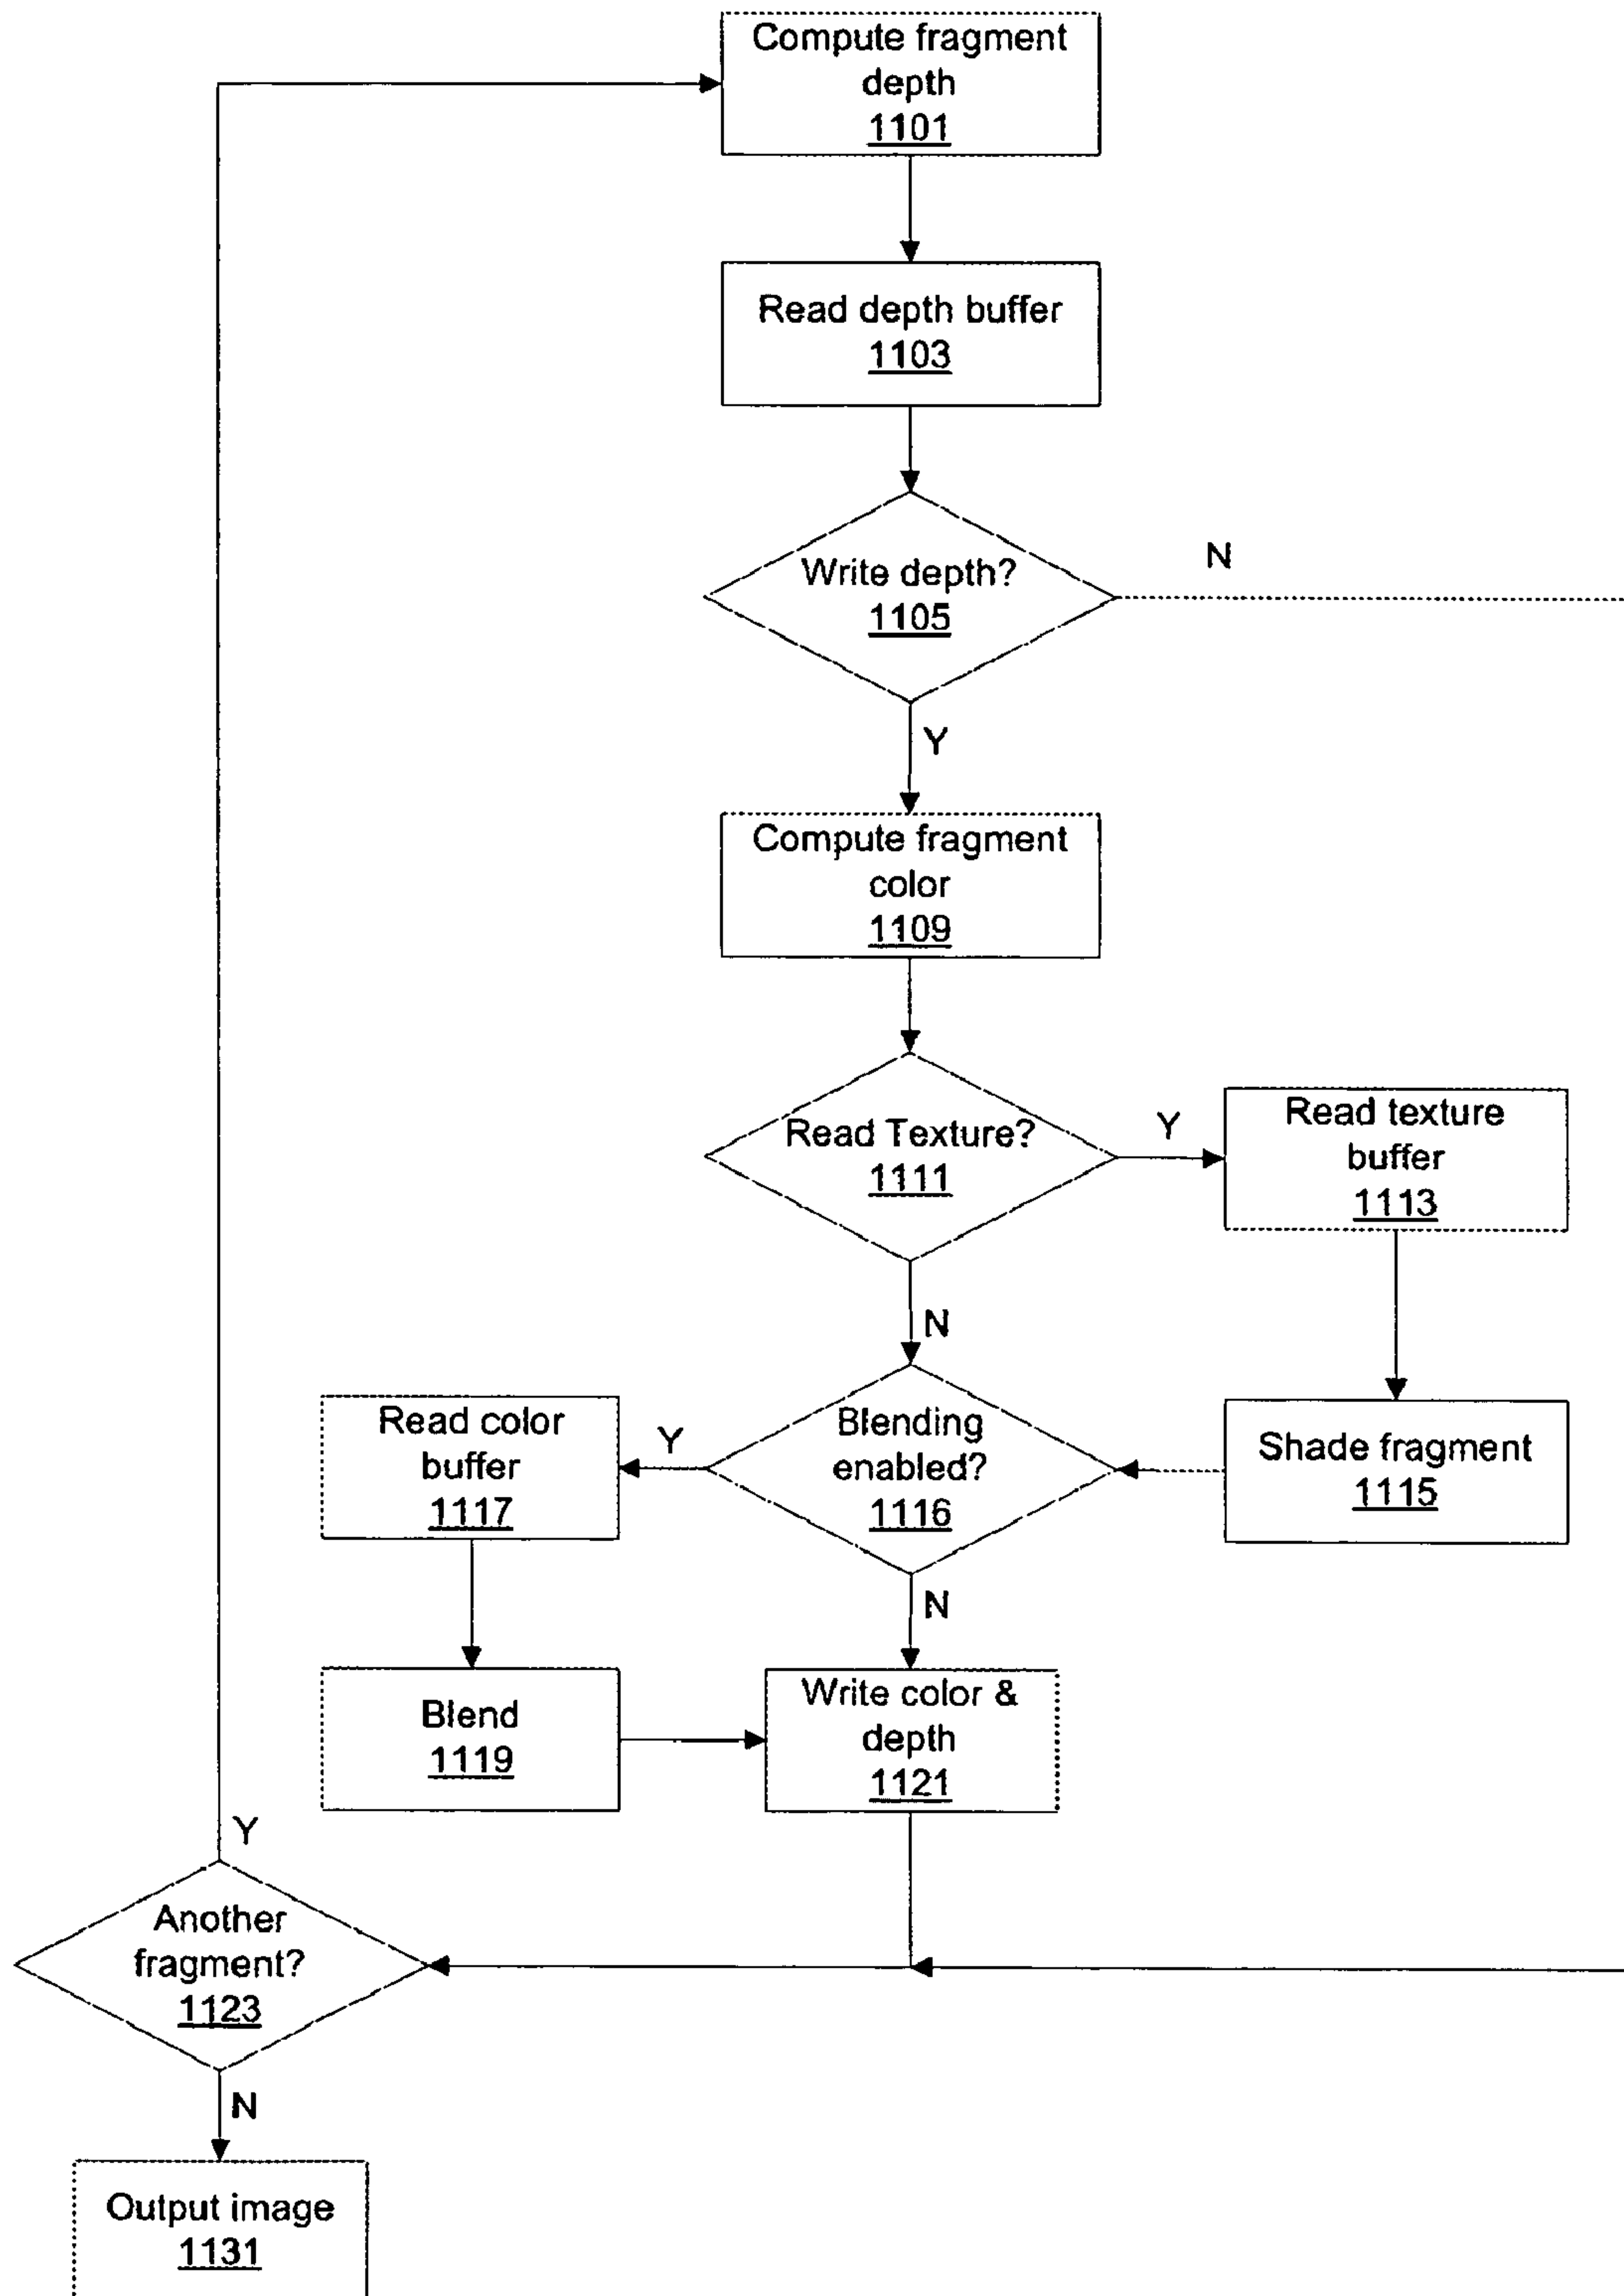 Compute fragment
depth
1101
Read depth buffer
1103
Write depth?
1105
N
Y
Compute fragment
color
1109
Read Texture?
1111
Y
Read texture
buffer
1113
N
Read color
buffer
1117
Y
Blending
enabled?
1116
Shade fragment
1115
N
Blend
1119
Write color &
depth
1121
Y
Another
fragment?
1123
N
Output image
1131